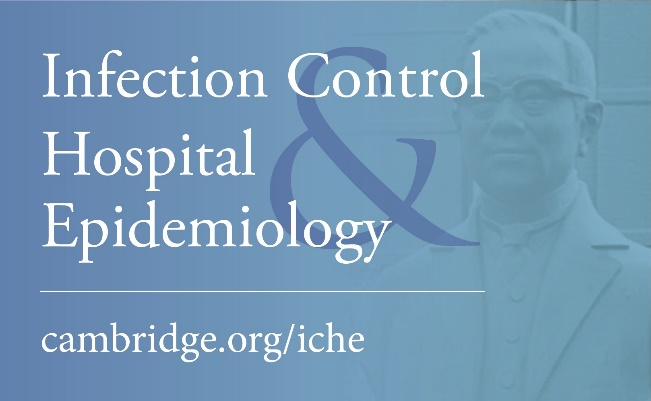 Infection Control
&
Hospital
Epidemiology
cambridge.org/iche